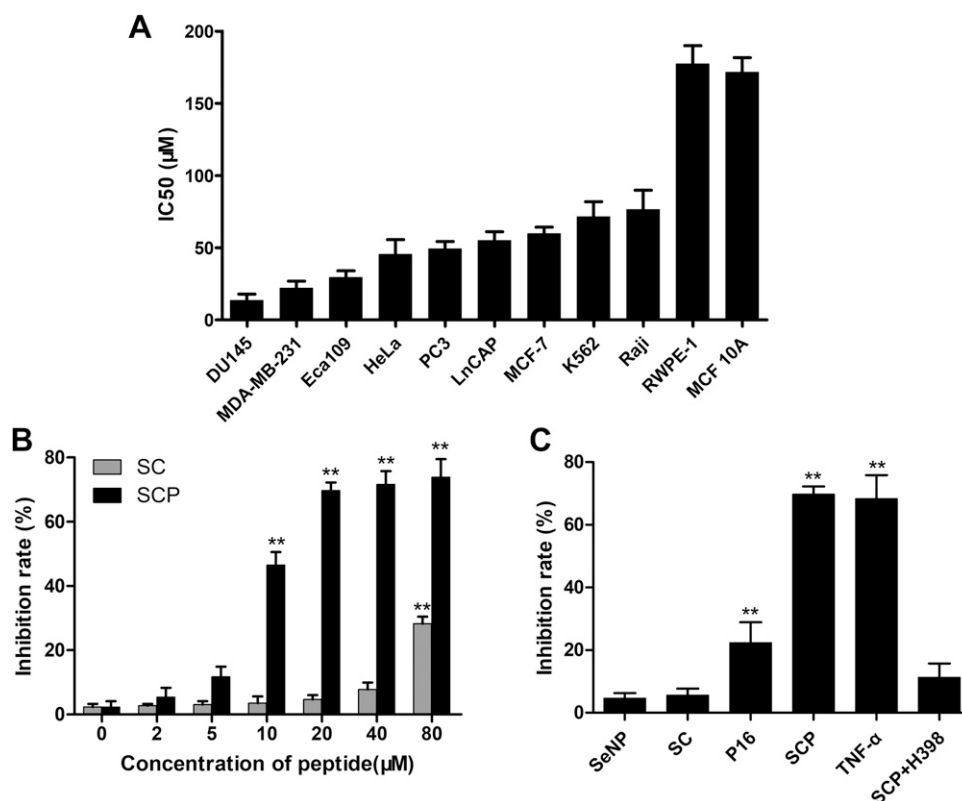 A
200
150
100
50
0
IC50 (µM)
DU145
MDA-MB-231
Eca109
HeLa
PC3
LnCAP
MCF-7
K562
Raji
RWPE-1
MCF 10A
B
SC
SCP
80
60
40
20
0
Inhibition rate (%)
**
**
**
**
**
0 2 5 10 20 40 80
Concentration of peptide(µM)
C
80
60
40
20
0
Inhibition rate (%)
**
**
**
SeNP
SC
P16
SCP
TNF-α
SCP+H398